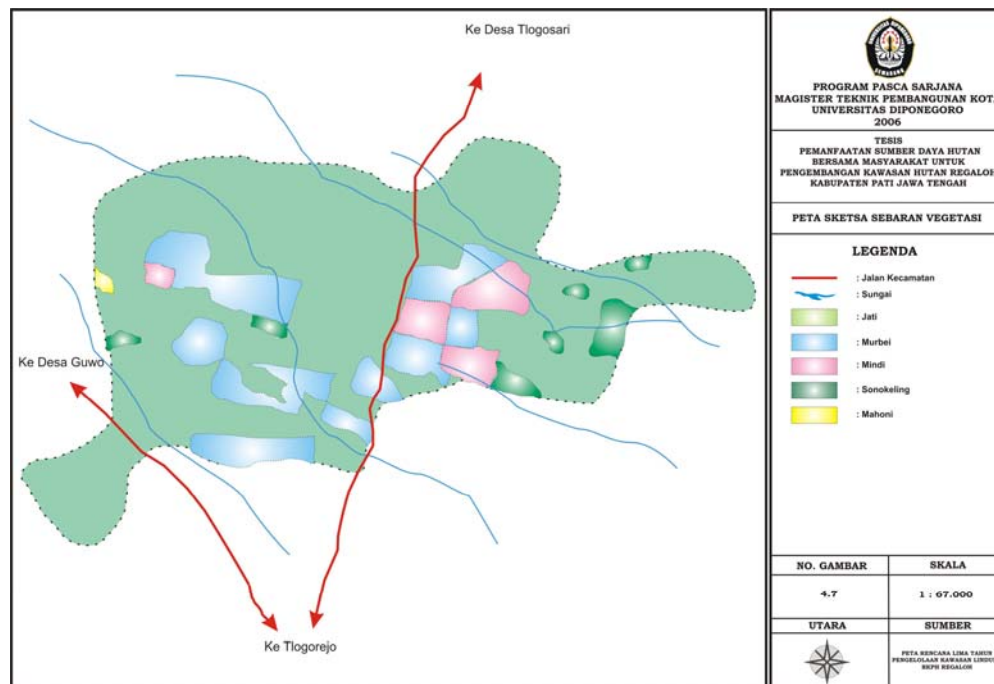 Ke Desa Tlogosari
Ke Desa Guwo
Ke Tlogorejo
UNIVERSITAS DIPONEGORO
SEMARANG
PROGRAM PASCA SARJANA
MAGISTER TEKNIK PEMBANGUNAN KOTA
UNIVERSITAS DIPONEGORO
2006
TESIS
PEMANFAATAN SUMBER DAYA HUTAN
BERSAMA MASYARAKAT UNTUK
PENGEMBANGAN KAWASAN HUTAN REGALOH
KABUPATEN PATI JAWA TENGAH
PETA SKETSA SEBARAN VEGETASI
LEGENDA
: Jalan Kecamatan
: Sungai
: Jati
: Murbei
: Mindi
: Sonokeling
: Mahoni
NO. GAMBAR
SKALA
4.7
1 : 67.000
UTARA
SUMBER
PETA RENCANA LIMA TAHUN
PENGELOLAAN KAWASAN LINDUNG
BKPH REGALOH